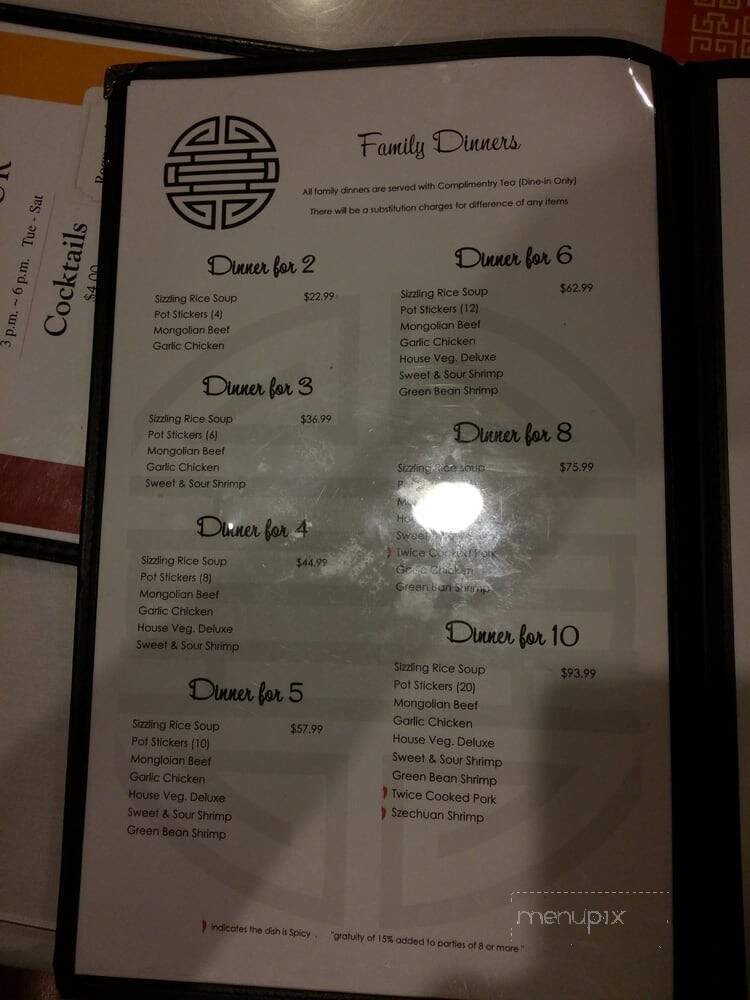 Family Dinners
All family dinners are served with Complimentry Tea (Dine-in Only)
There will be a substitution charges for difference of any items
Dinner for 2
Sizzling Rice Soup $22.99
Pot Stickers (4)
Mongolian Beef
Garlic Chicken
Dinner for 3
Sizzling Rice Soup $36.99
Pot Stickers (6)
Mongolian Beef
Garlic Chicken
Sweet & Sour Shrimp
Dinner for 4
Sizzling Rice Soup $44.99
Pot Stickers (8)
Mongolian Beef
Garlic Chicken
House Veg. Deluxe
Sweet & Sour Shrimp
Dinner for 5
Sizzling Rice Soup $57.99
Pot Stickers (10)
Mongloian Beef
Garlic Chicken
House Veg. Deluxe
Sweet & Sour Shrimp
Green Bean Shrimp
Dinner for 6
Sizzling Rice Soup $62.99
Pot Stickers (12)
Mongolian Beef
Garlic Chicken
House Veg. Deluxe
Sweet & Sour Shrimp
Green Bean Shrimp
Dinner for 8
Sizzling Rice soup $75.99
Sweet
Twice Cooked Pork
Garlic Chicken
Green Ban Shrimp
Dinner for 10
Sizzling Rice Soup $93.99
Pot Stickers (20)
Mongolian Beef
Garlic Chicken
House Veg. Deluxe
Sweet & Sour Shrimp
Green Bean Shrimp
Twice Cooked Pork
Szechuan Shrimp
indicates the dish is Spicy . "gratuity of 15% added to parties of 8 or more"
3 p.m. ~ 6 p.m. Tue - Sat
Cocktails
$4.00
menupix